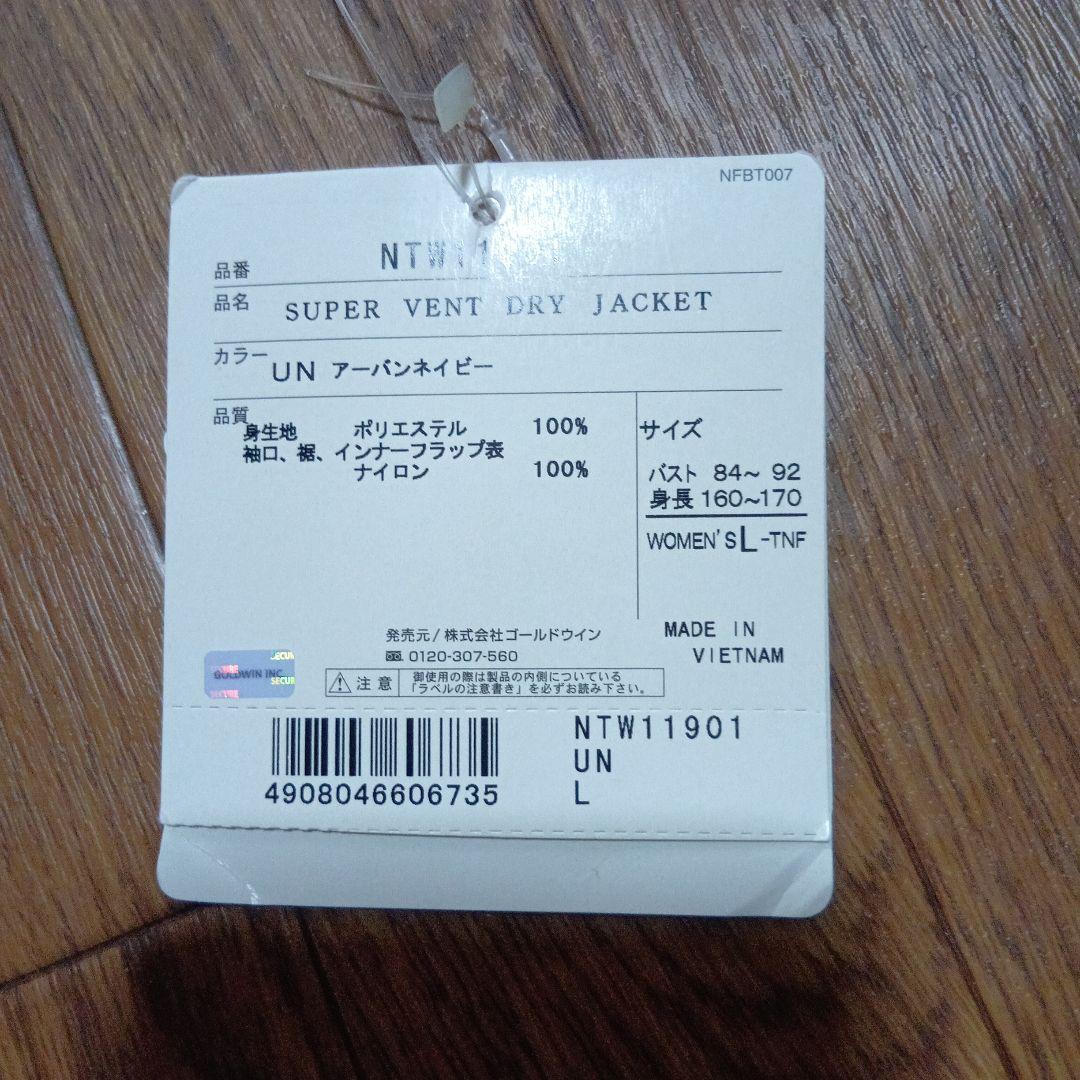 NFBT007
品番 NTW11
品名 SUPER VENT DRY JACKET
カラー UN アーバンネイビー
品質
身生地 ポリエステル 100%
袖口、裾、インナーフラップ表
ナイロン 100%
サイズ
バスト 84~ 92
身長 160~170
WOMEN'S L-TNF
MADE IN
VIETNAM
発売元/株式会社ゴールドウイン
0120-307-560
注意 御使用の際は製品の内側についている
「ラベルの注意書き」を必ずお読み下さい。
SECURE
GOLDWIN INC.
SECURE
4908046606735
NTW11901
UN
L